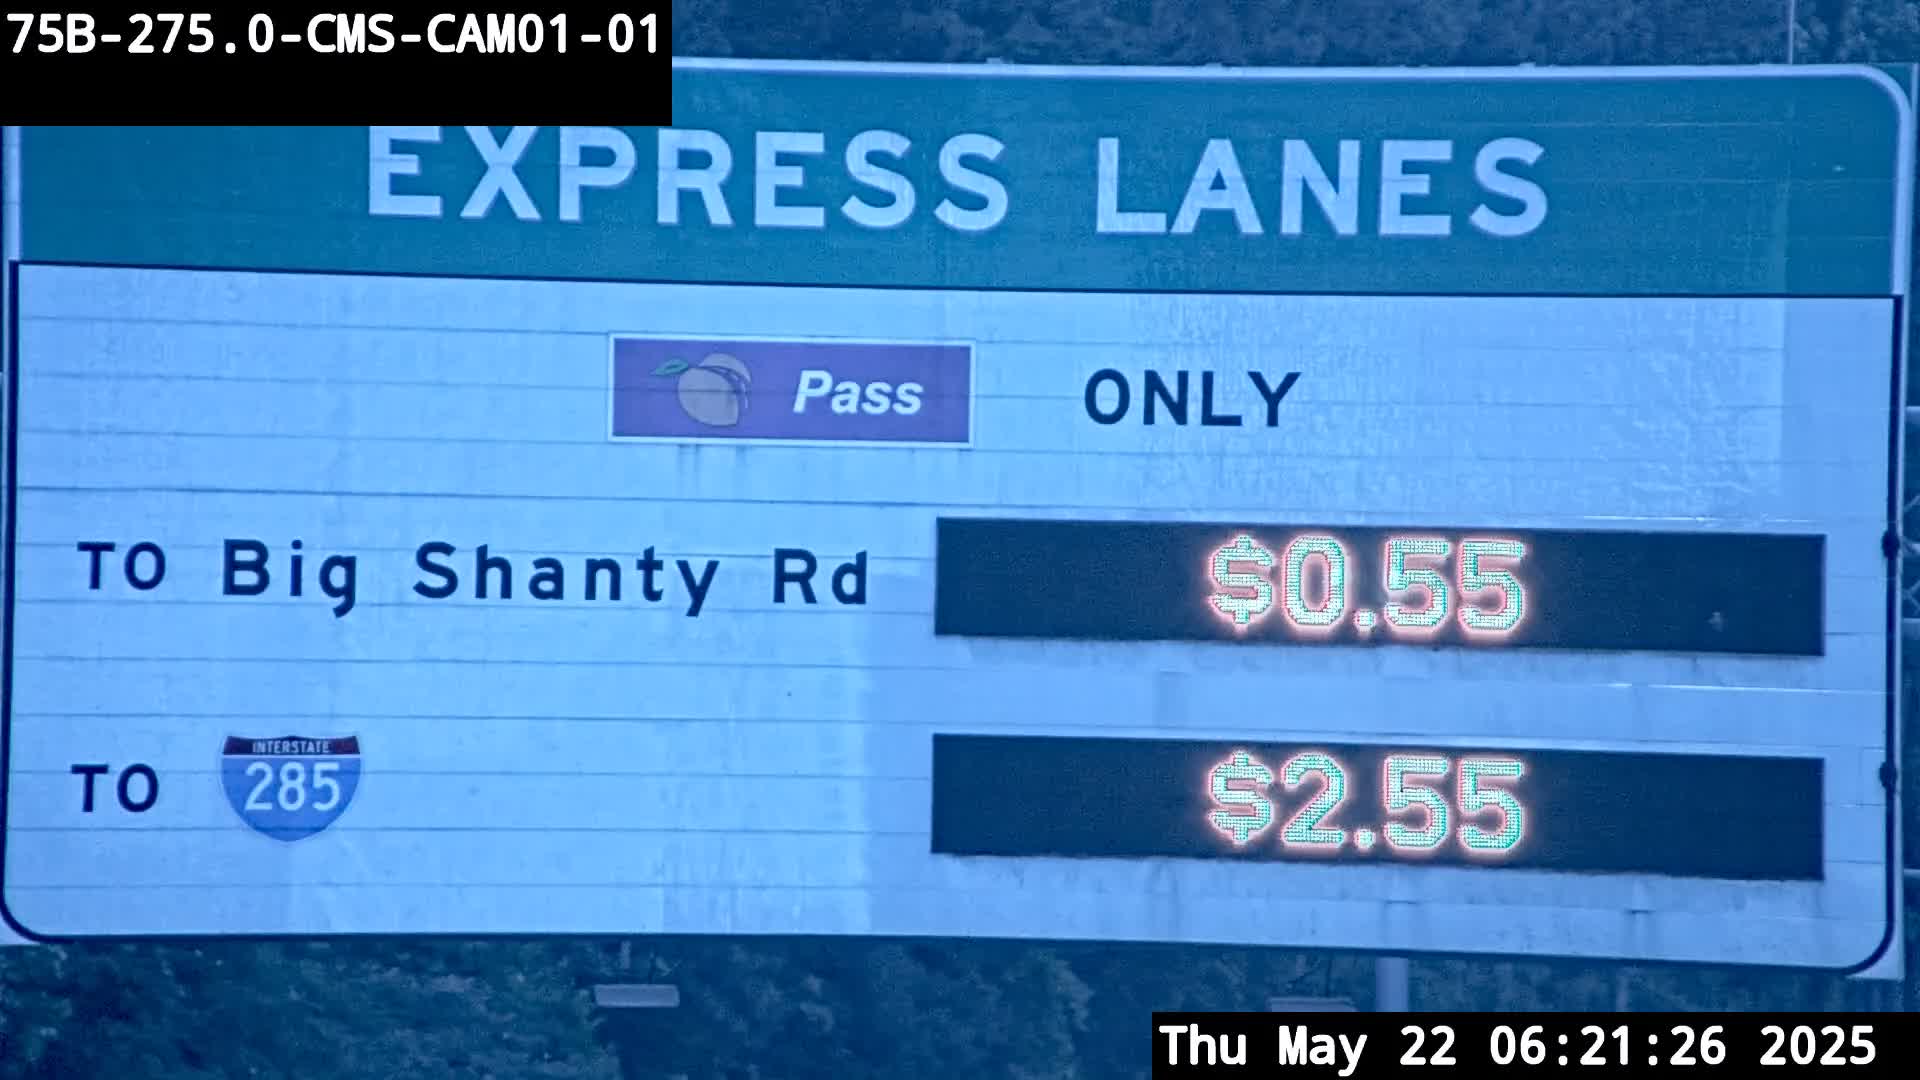 75B-275.0-CMS-CAM01-01
EXPRESS LANES
Pass ONLY
TO Big Shanty Rd $0.55
TO INTERSTATE 285 $2.55
Thu May 22 06:21:26 2025